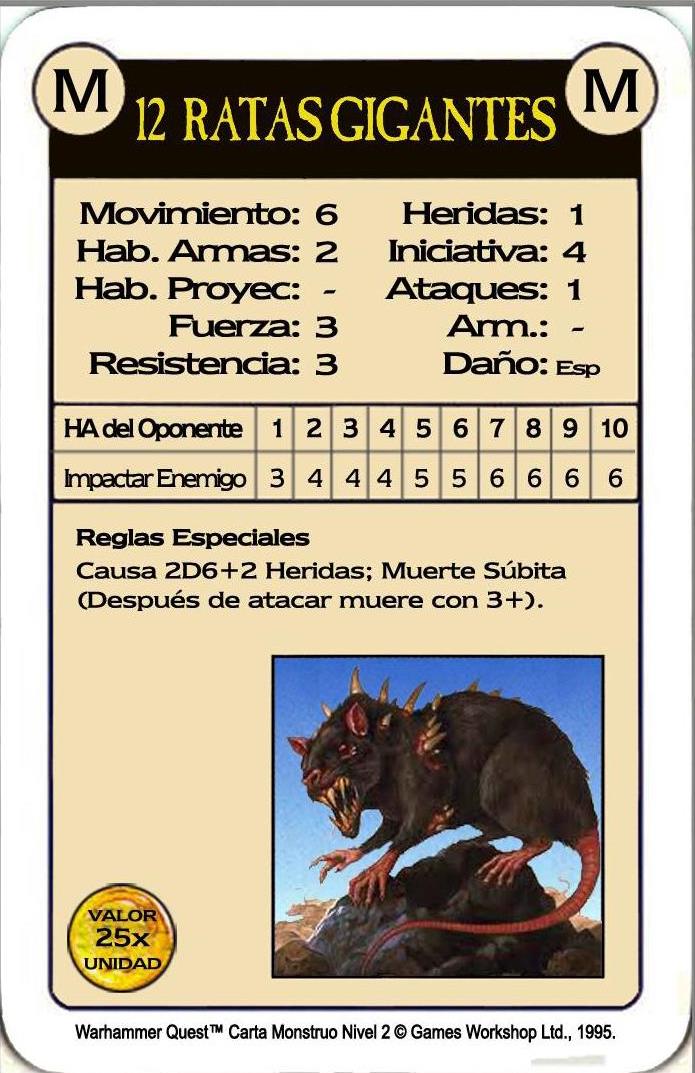 M 12 RATAS GIGANTES M
Movimiento: 6 Heridas: 1
Hab. Armas: 2 Iniciativa: 4
Hab. Proyec: - Ataques: 1
Fuerza: 3 Arm.: -
Resistencia: 3 Daño: Esp
HA del Oponente 1 2 3 4 5 6 7 8 9 10
Impactar Enemigo 3 4 4 4 5 5 6 6 6 6
Reglas Especiales
Causa 2D6+2 Heridas; Muerte Súbita
(Después de atacar muere con 3+).
VALOR
25x
UNIDAD
Warhammer Quest™ Carta Monstruo Nivel 2 © Games Workshop Ltd., 1995.